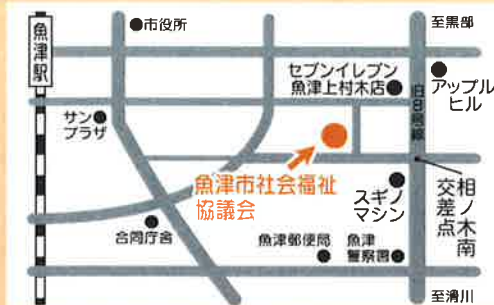 魚津駅
市役所
至黒部
セブンイレブン
魚津上村木店
アップル
ヒル
旧8号線
サン
プラザ
魚津市社会福祉
協議会
スギノ
マシン
相ノ木南
交差点
合同庁舎
魚津郵便局
魚津
警察署
至滑川